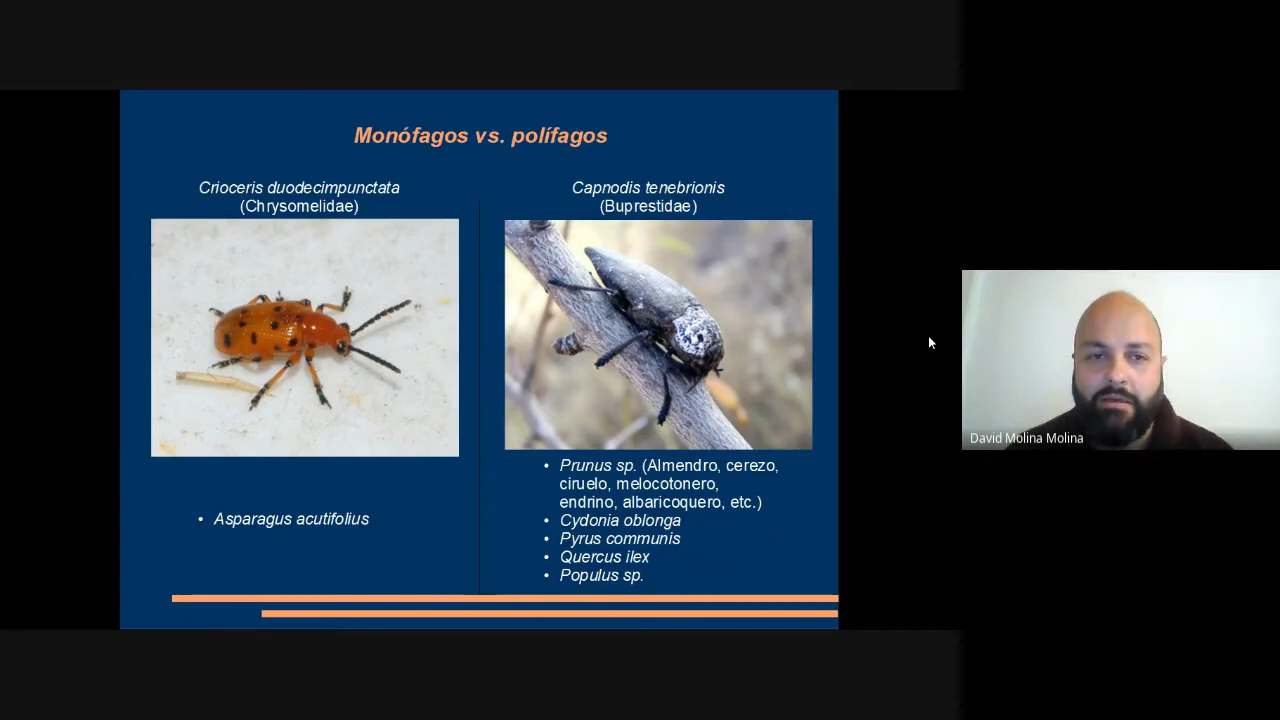 Monófagos vs. polífagos
Crioceris duodecimpunctata
(Chrysomelidae)
Capnodis tenebrionis
(Buprestidae)
• Asparagus acutifolius
• Prunus sp. (Almendro, cerezo,
ciruelo, melocotonero,
endrino, albaricoquero, etc.)
• Cydonia oblonga
• Pyrus communis
• Quercus ilex
• Populus sp.
David Molina Molina